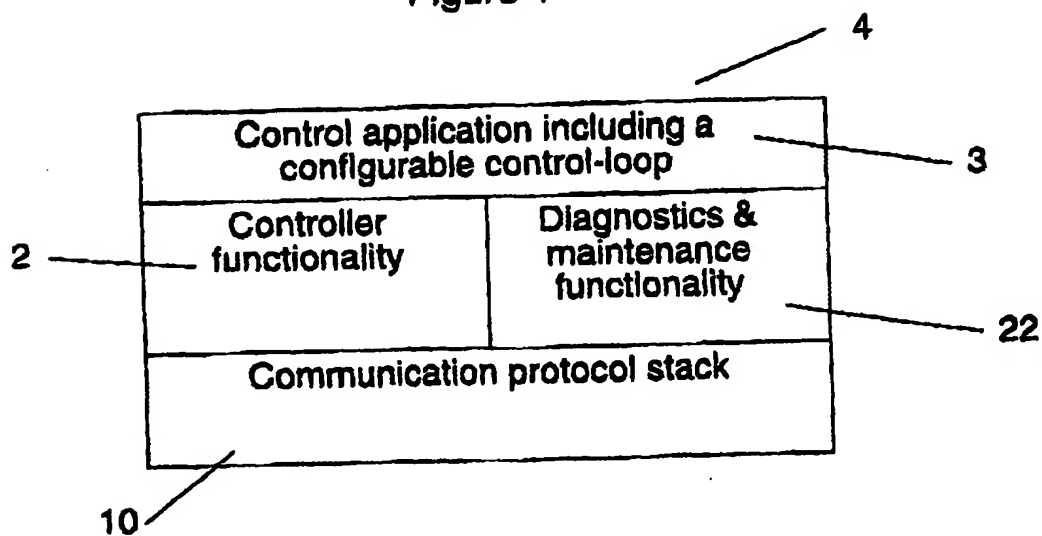 4
Control application including a
configurable control-loop
3
Controller
functionality
Diagnostics &
maintenance
functionality
2
22
Communication protocol stack
10